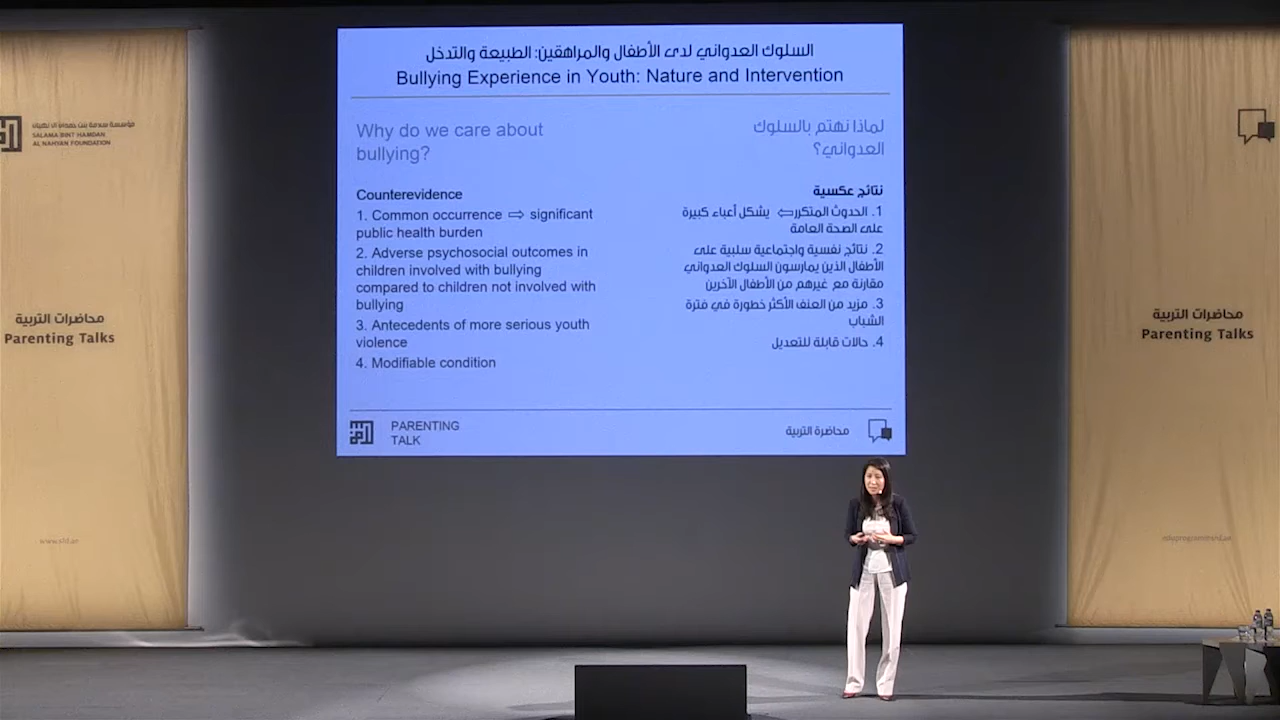 السلوك العدواني لدى الأطفال والمراهقين: الطبيعة والتدخل
Bullying Experience in Youth: Nature and Intervention
Why do we care about
bullying?
Counterevidence
1. Common occurrence ⇨ significant
public health burden
2. Adverse psychosocial outcomes in
children involved with bullying
compared to children not involved with
bullying
3. Antecedents of more serious youth
violence
4. Modifiable condition
لماذا نهتم بالسلوك
العدواني؟
نتائج عكسية
1. الحدوث المتكرر ⇦ يشكل أعباء كبيرة
على الصحة العامة
2. نتائج نفسية واجتماعية سلبية على
الأطفال الذين يمارسون السلوك العدواني
مقارنة مع غيرهم من الأطفال الآخرين
3. مزيد من العنف الأكثر خطورة في فترة
الشباب
4. حالات قابلة للتعديل
PARENTING
TALK
محاضرة التربية
مؤسسة سلامة بنت حمدان آل نهيان
SALAMA BINT HAMDAN
AL NAHYAN FOUNDATION
محاضرات التربية
Parenting Talks
محاضرات التربية
Parenting Talks